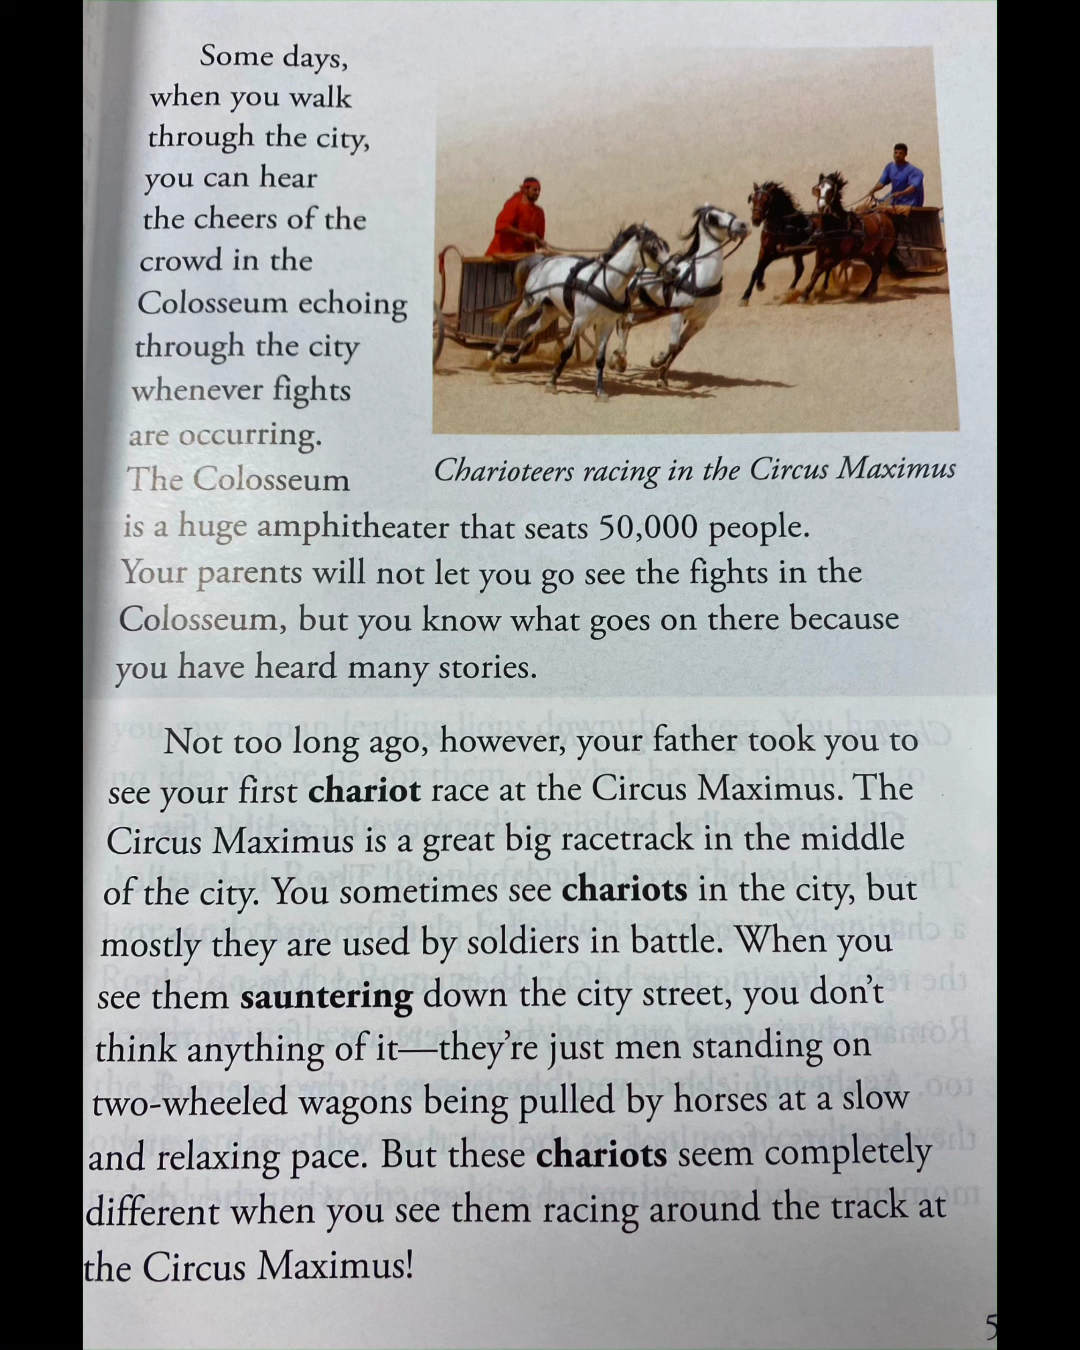 Some days,
when you walk
through the city,
you can hear
the cheers of the
crowd in the
Colosseum echoing
through the city
whenever fights
are occurring.
The Colosseum
is a huge amphitheater that seats 50,000 people.
Your parents will not let you go see the fights in the
Colosseum, but you know what goes on there because
you have heard many stories.
Charioteers racing in the Circus Maximus
Not too long ago, however, your father took you to
see your first chariot race at the Circus Maximus. The
Circus Maximus is a great big racetrack in the middle
of the city. You sometimes see chariots in the city, but
mostly they are used by soldiers in battle. When you
see them sauntering down the city street, you don't
think anything of it—they're just men standing on
two-wheeled wagons being pulled by horses at a slow
and relaxing pace. But these chariots seem completely
different when you see them racing around the track at
the Circus Maximus!
5